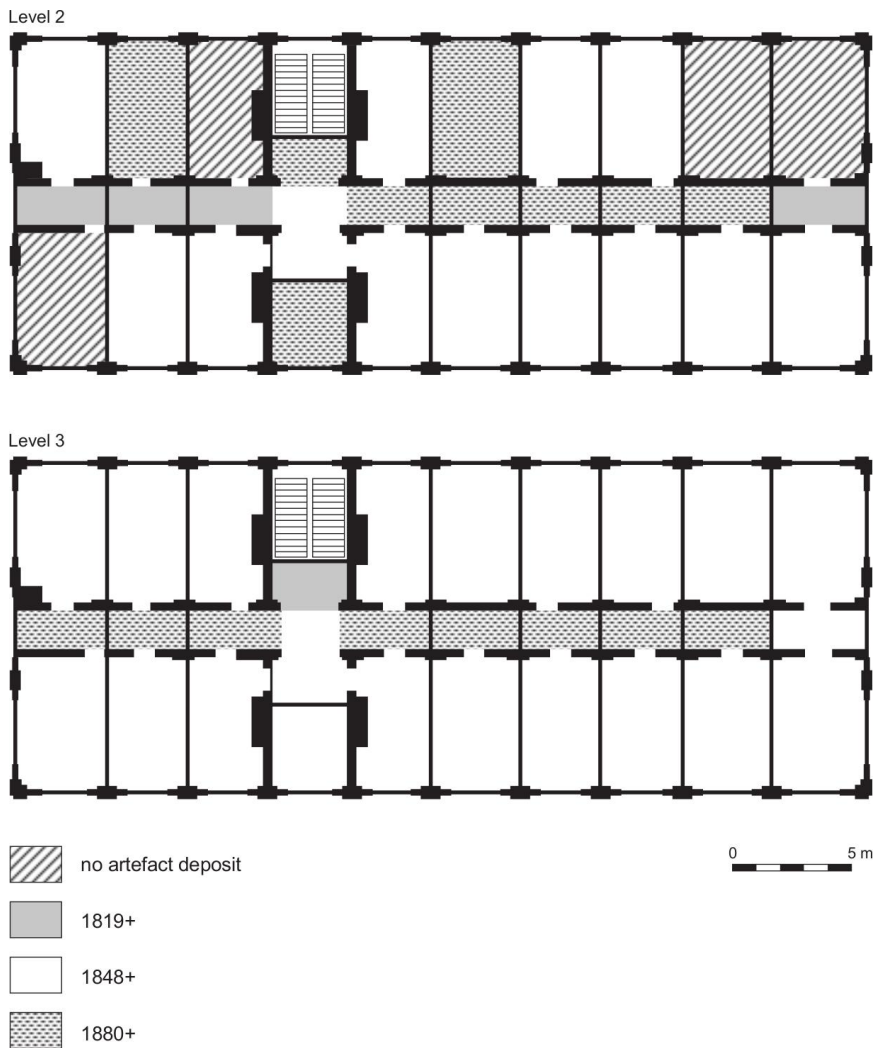 Level 2
Level 3
no artefact deposit
0 5 m
1819+
1848+
1880+